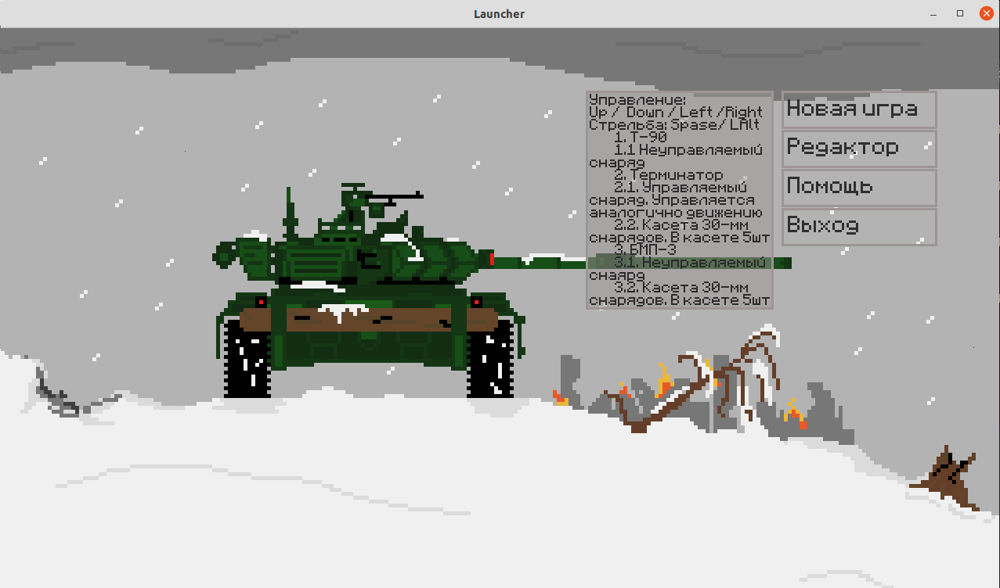 Launcher
Управление:
Up / Down / Left /Right
Стрельба: Spase/ LAlt
1. Т-90
1.1 Неуправляемый
снаряд
2. Терминатор
2.1. Управляемый
снаряд. Управляется
аналогично движению
2.2. Касета 30-мм
снарядов. В касете 5шт
3. БМП-3
3.1. Неуправляемый
снаярд
3.2. Касета 30-мм
снарядов. В касете 5шт
Новая игра
Редактор
Помощь
Выход